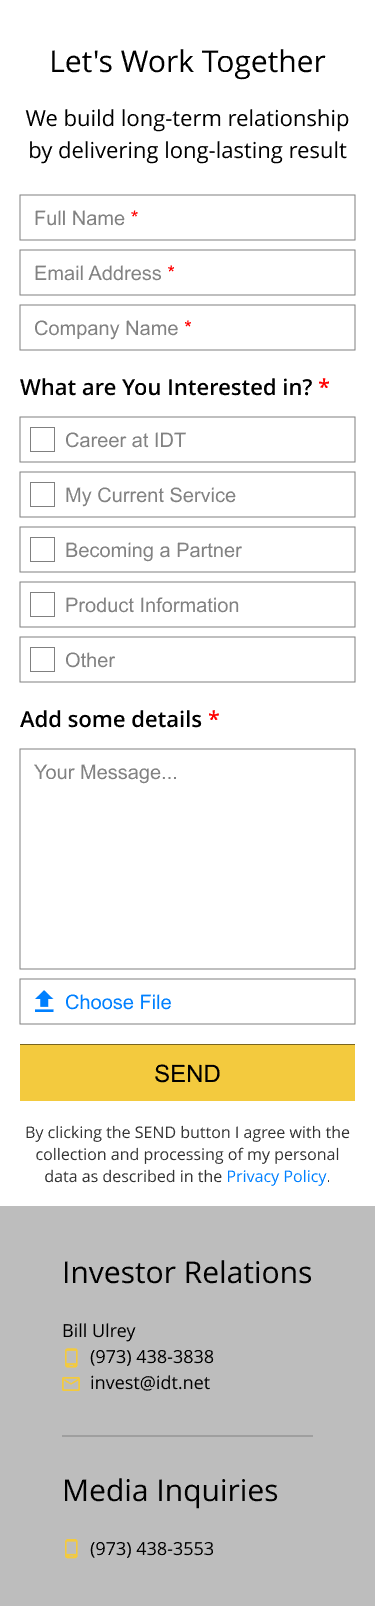 Let's Work Together
We build long-term relationship
by delivering long-lasting result
Full Name *
Email Address *
Company Name *
What are You Interested in? *
Career at IDT
My Current Service
Becoming a Partner
Product Information
Other
Add some details *
Your Message...
Choose File
SEND
By clicking the SEND button I agree with the
collection and processing of my personal
data as described in the Privacy Policy.
Investor Relations
Bill Ulrey
(973) 438-3838
invest@idt.net
Media Inquiries
(973) 438-3553